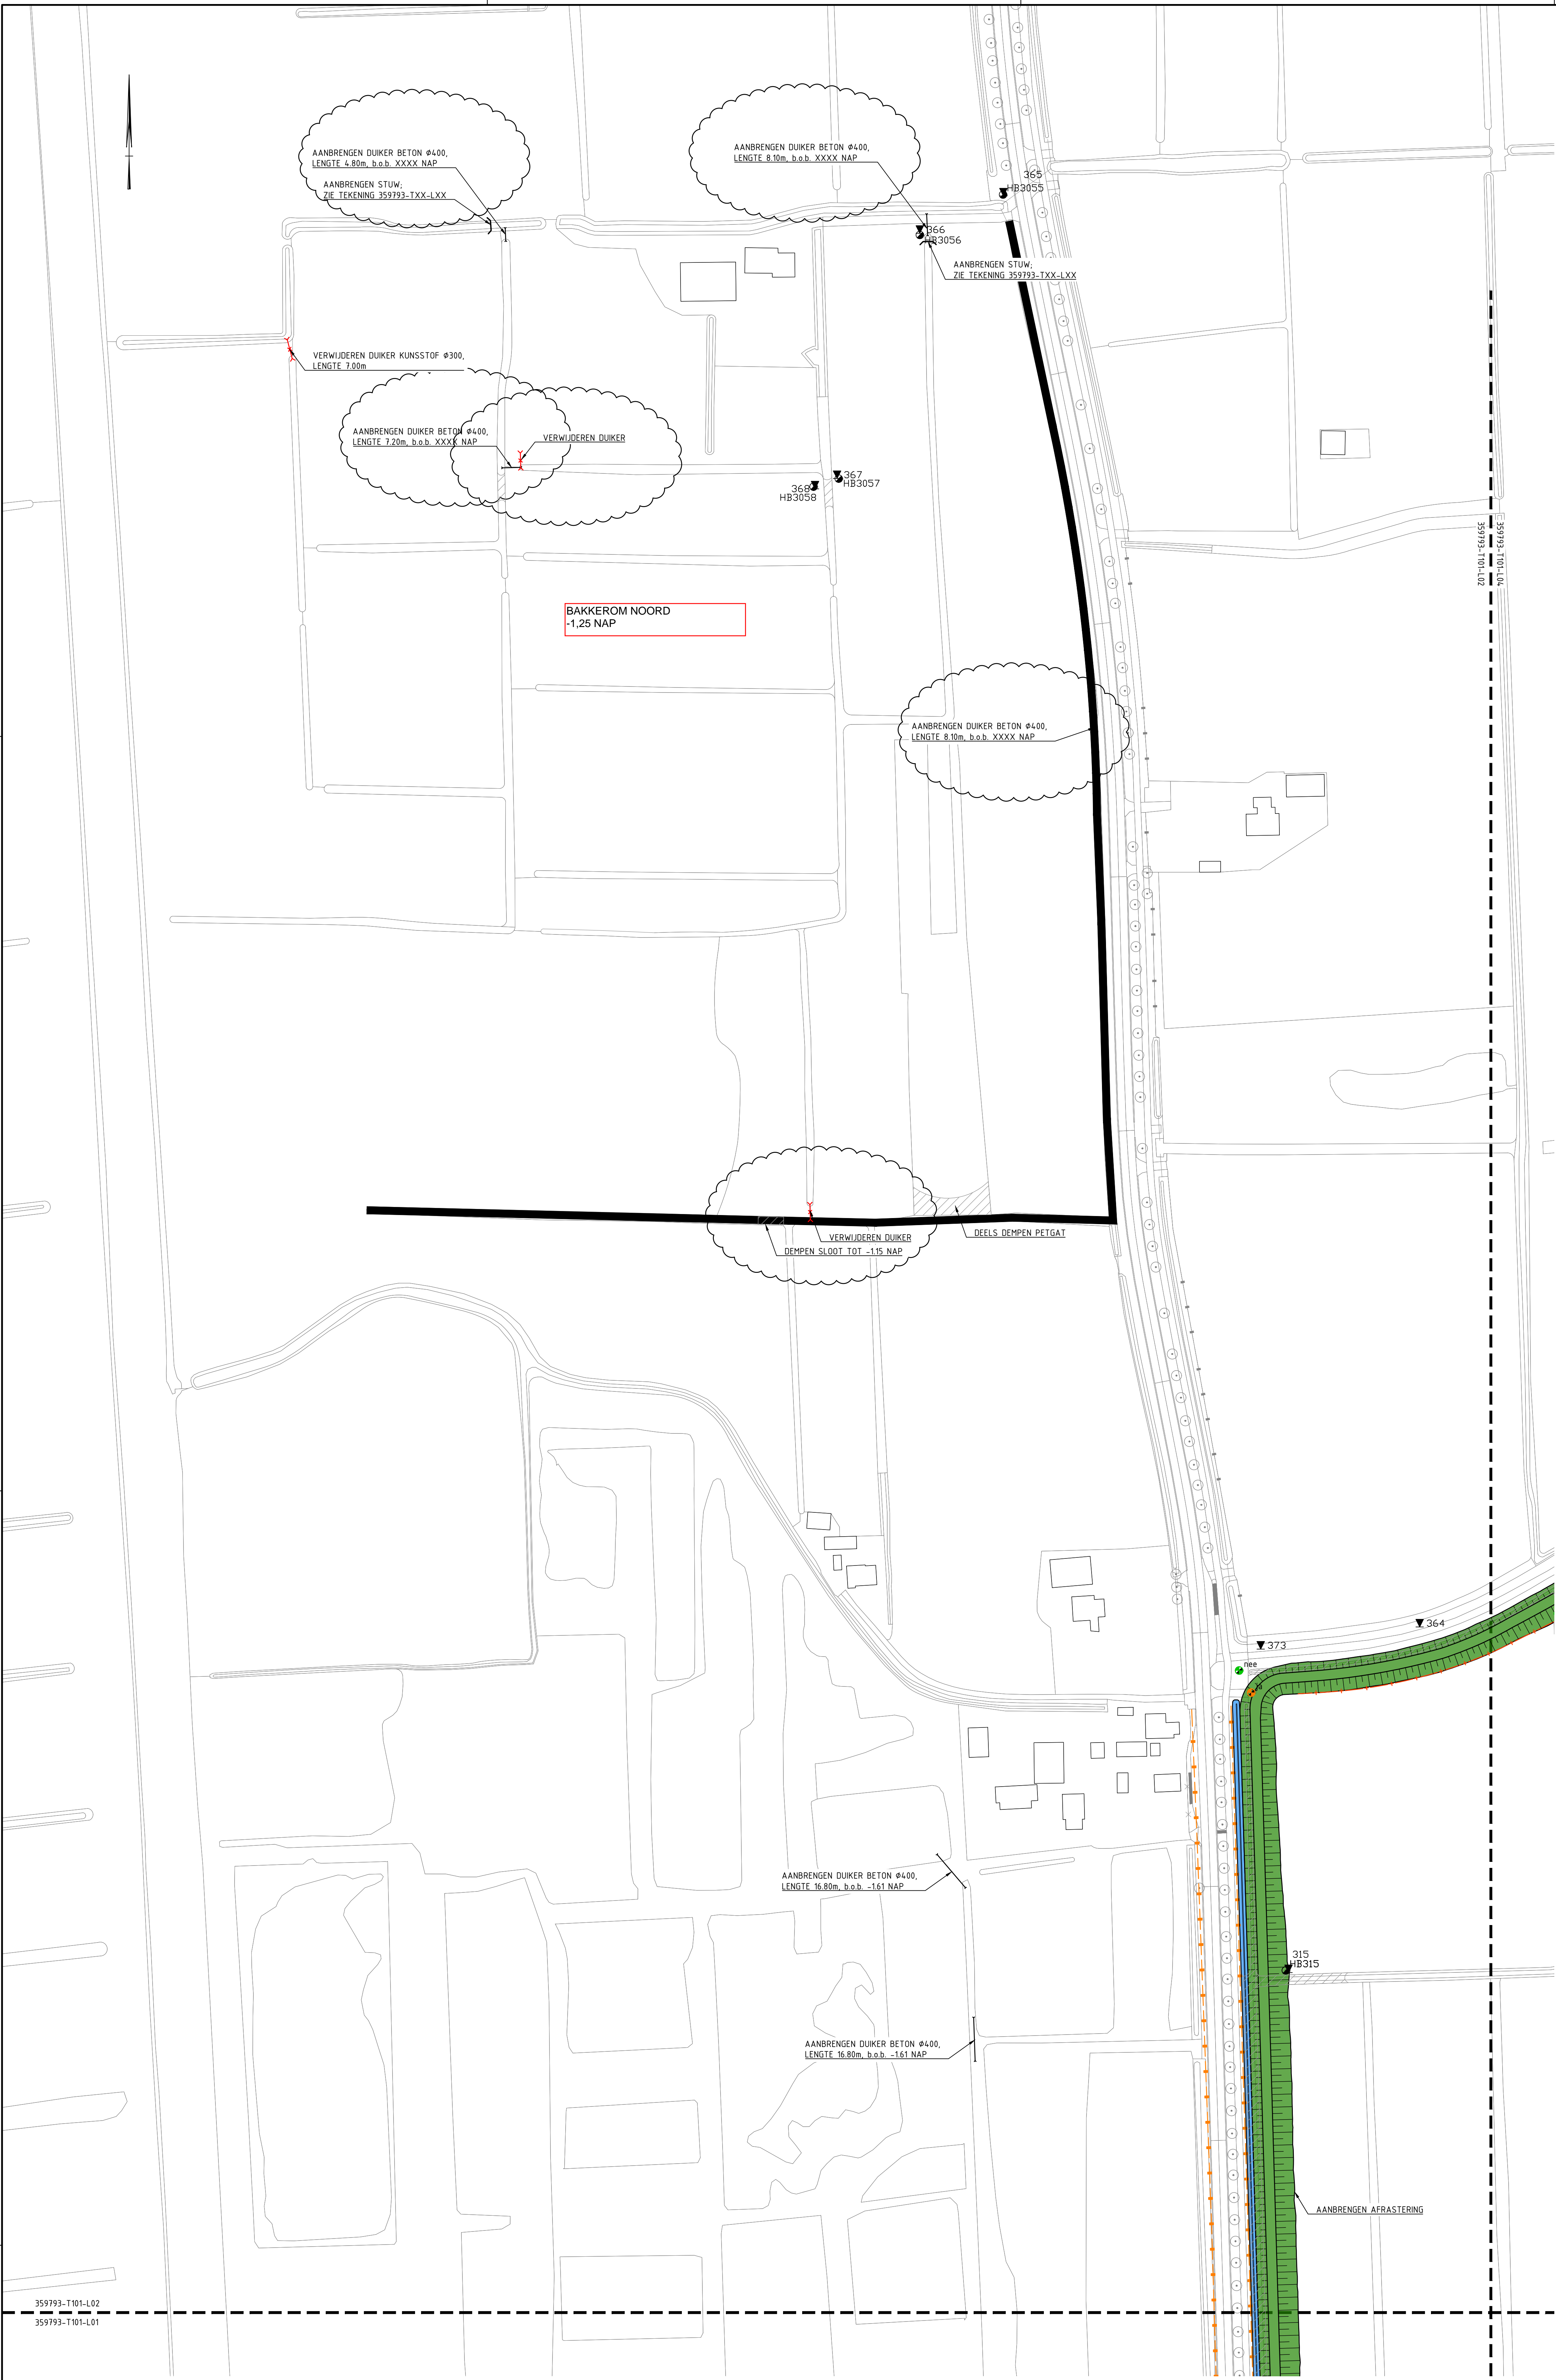 AANBRENGEN DUIKER BETON Ø400,
LENGTE 4.80m, b.o.b. XXXX NAP
AANBRENGEN STUW;
ZIE TEKENING 359793-TXX-LXX
AANBRENGEN DUIKER BETON Ø400,
LENGTE 8.10m, b.o.b. XXXX NAP
365
HB3055
366
HB3056
AANBRENGEN STUW;
ZIE TEKENING 359793-TXX-LXX
VERWIJDEREN DUIKER KUNSSTOF Ø300,
LENGTE 7.00m
AANBRENGEN DUIKER BETON Ø400,
LENGTE 7.20m, b.o.b. XXXX NAP
VERWIJDEREN DUIKER
367
HB3057
368
HB3058
359793-T101-L02
359793-T101-L04
BAKKEROM NOORD
-1,25 NAP
AANBRENGEN DUIKER BETON Ø400,
LENGTE 8.10m, b.o.b. XXXX NAP
DEELS DEMPEN PETGAT
VERWIJDEREN DUIKER
DEMPEN SLOOT TOT -1.15 NAP
364
373
nee
AANBRENGEN DUIKER BETON Ø400,
LENGTE 16.80m, b.o.b. -1.61 NAP
315
HB315
AANBRENGEN DUIKER BETON Ø400,
LENGTE 16.80m, b.o.b. -1.61 NAP
AANBRENGEN AFRASTERING
359793-T101-L02
359793-T101-L01